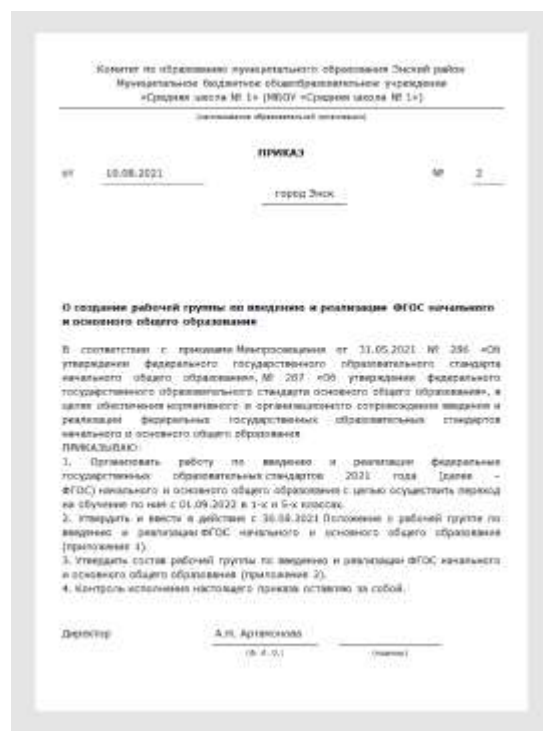 Комитет по образованию муниципального образования Энский район
Муниципальное бюджетное общеобразовательное учреждение
«Средняя школа № 1» (МБОУ «Средняя школа № 1»)
(наименование образовательной организации)
ПРИКАЗ
от 10.08.2021 № 2
город Энск
О создании рабочей группы по введению и реализации ФГОС начального
и основного общего образования
В соответствии с приказами Минпросвещения от 31.05.2021 № 286 «Об
утверждении федерального государственного образовательного стандарта
начального общего образования», № 287 «Об утверждении федерального
государственного образовательного стандарта основного общего образования», в
целях обеспечения нормативного и организационного сопровождения введения и
реализации федеральных государственных образовательных стандартов
начального и основного общего образования
ПРИКАЗЫВАЮ:
1. Организовать работу по введению и реализации федеральных
государственных образовательных стандартов 2021 года (далее –
ФГОС) начального и основного общего образования с целью осуществить переход
на обучение по ним с 01.09.2022 в 1-х и 5-х классах.
2. Утвердить и ввести в действие с 30.08.2021 Положение о рабочей группе по
введению и реализации ФГОС начального и основного общего образования
(приложение 1).
3. Утвердить состав рабочей группы по введению и реализации ФГОС начального
и основного общего образования (приложение 2).
4. Контроль исполнения настоящего приказа оставляю за собой.
Директор А.Н. Артамонова
(Ф. И. О.) (подпись)